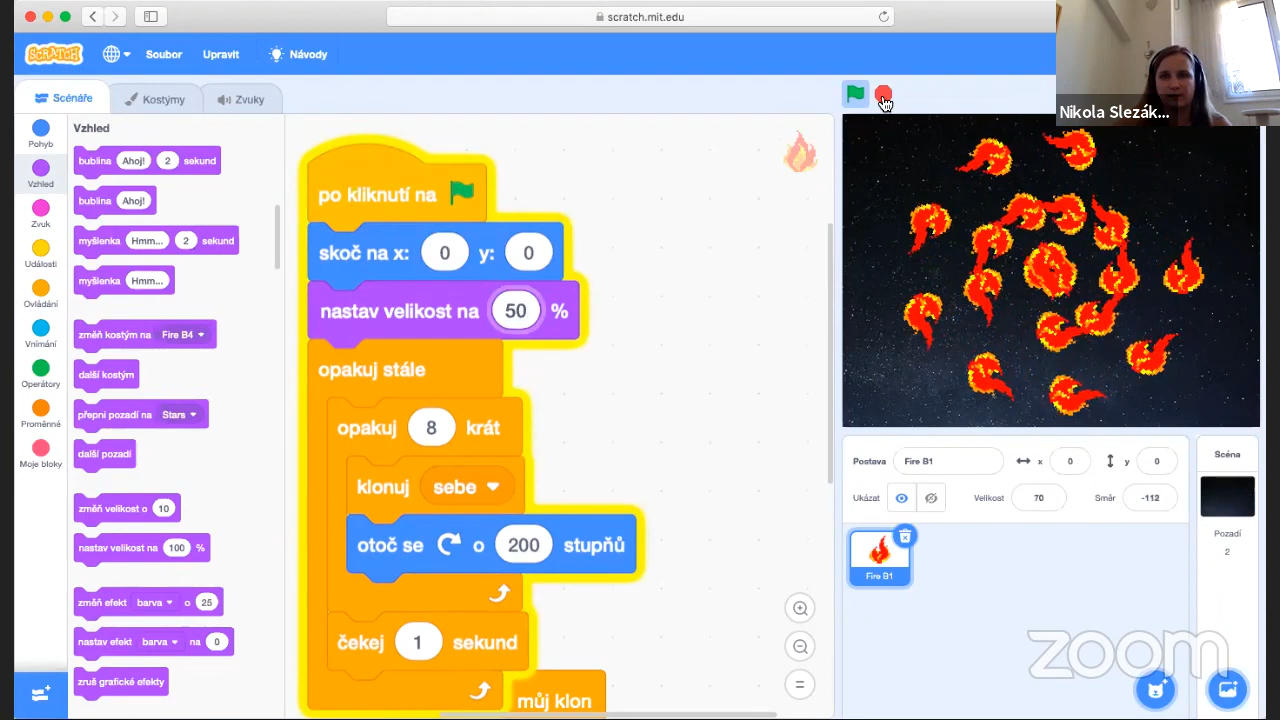 scratch.mit.edu
SCRATCH
Soubor
Upravit
Návody
Scénáře
Kostýmy
Zvuky
Nikola Slezák...
Pohyb
Vzhled
Zvuk
Události
Ovládání
Vnímání
Operátory
Proměnné
Moje bloky
Vzhled
bublina Ahoj! 2 sekund
bublina Ahoj!
myšlenka Hmm... 2 sekund
myšlenka Hmm...
změň kostým na Fire B4
další kostým
přepni pozadí na Stars
další pozadí
změň velikost o 10
nastav velikost na 100 %
změň efekt barva o 25
nastav efekt barva na 0
zruš grafické efekty
po kliknutí na
skoč na x: 0 y: 0
nastav velikost na 50 %
opakuj stále
opakuj 8 krát
klonuj sebe
otoč se o 200 stupňů
čekej 1 sekund
můj klon
Postava Fire B1 x 0 y 0
Ukázat Velikost 70 Směr -112
Fire B1
Scéna
Pozadí
2
zoom